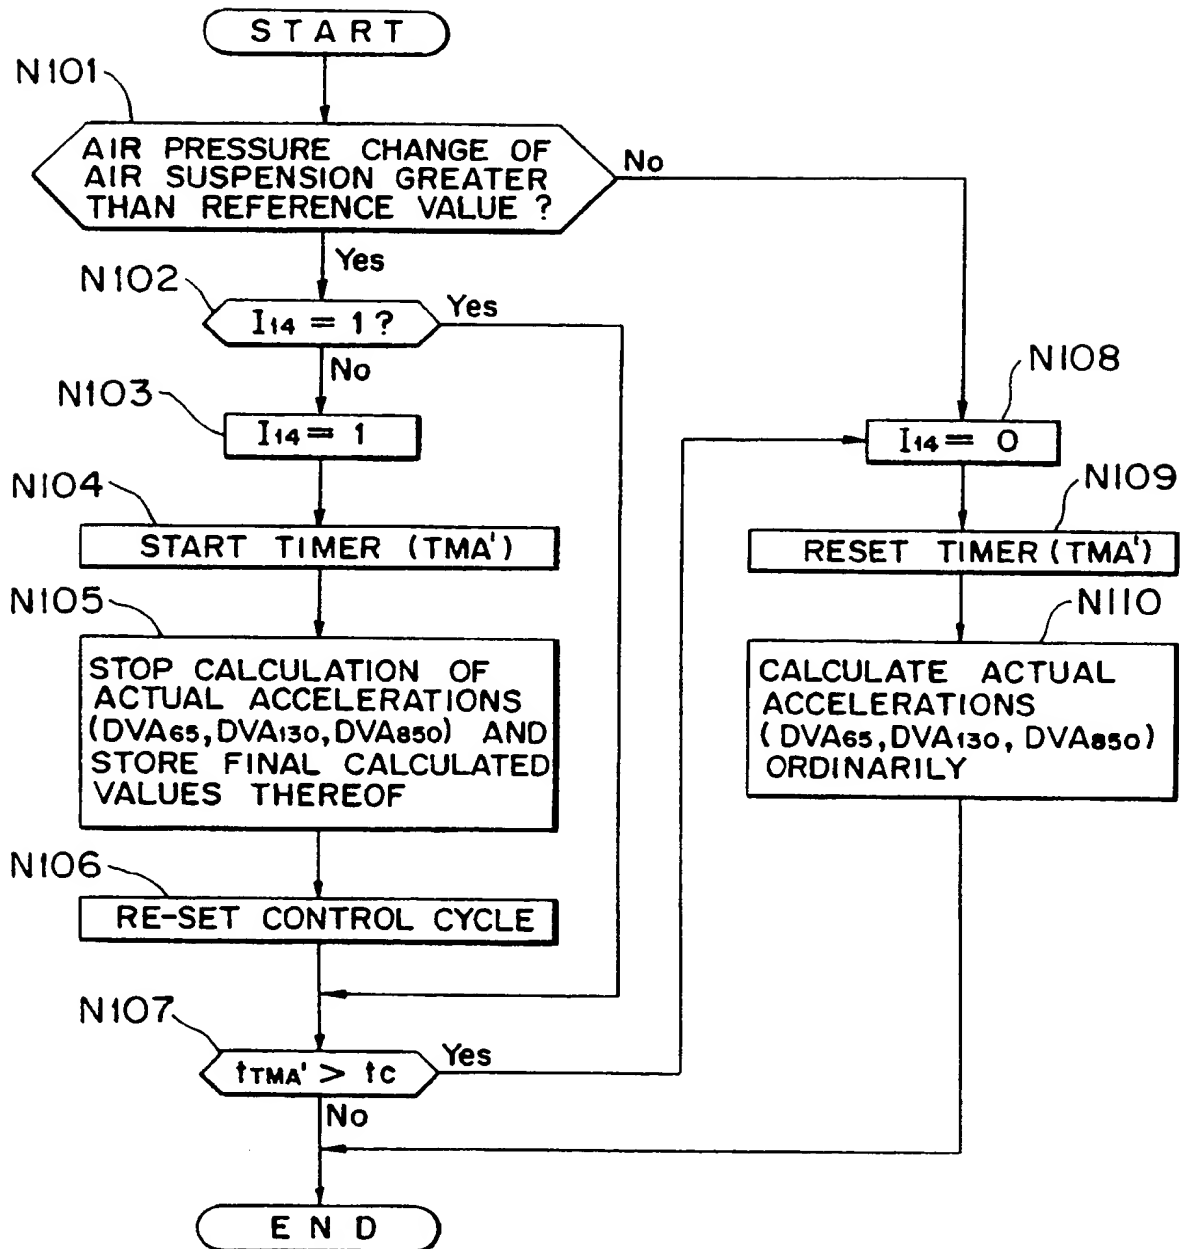 START
N101
AIR PRESSURE CHANGE OF
AIR SUSPENSION GREATER
THAN REFERENCE VALUE ?
No
Yes
N102
I14 = 1 ?
Yes
No
N103
I14 = 1
N108
I14 = 0
N104
START TIMER (TMA')
N109
RESET TIMER (TMA')
N105
STOP CALCULATION OF
ACTUAL ACCELERATIONS
(DVA65, DVA130, DVA850) AND
STORE FINAL CALCULATED
VALUES THEREOF
N110
CALCULATE ACTUAL
ACCELERATIONS
(DVA65, DVA130, DVA850)
ORDINARILY
N106
RE-SET CONTROL CYCLE
N107
tTMA' > tc
Yes
No
END